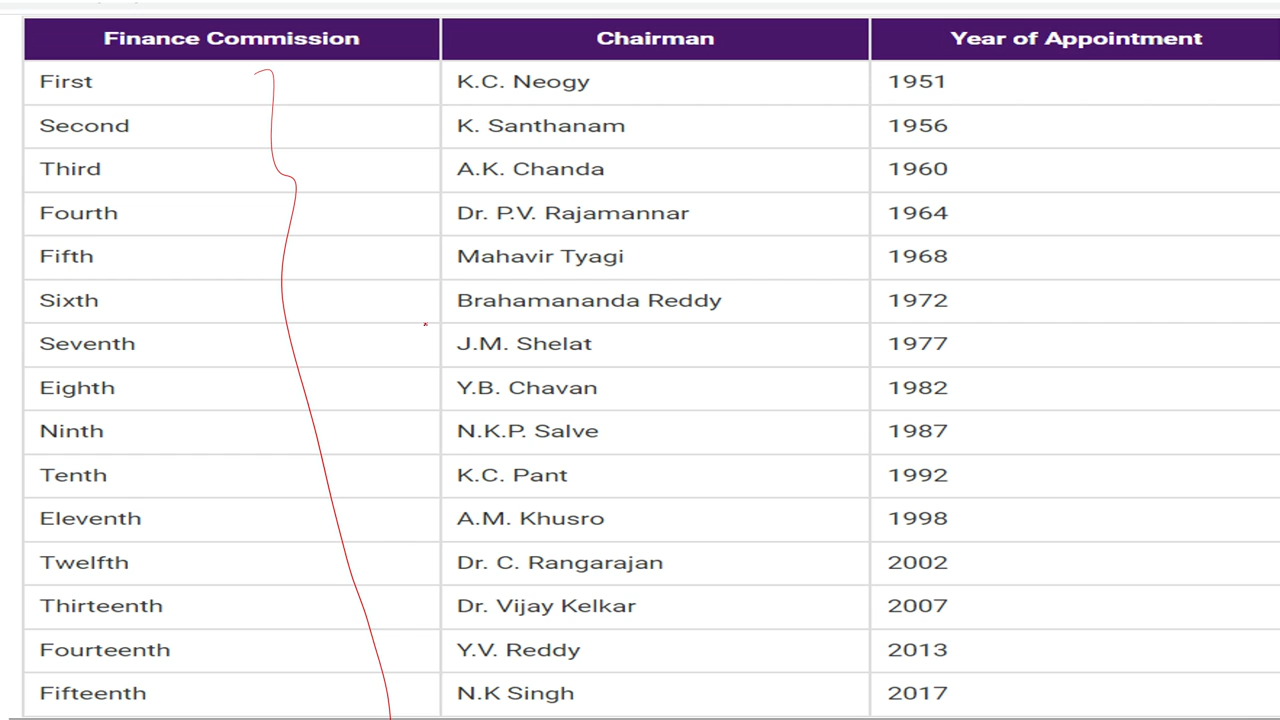 Finance Commission Chairman Year of Appointment
First K.C. Neogy 1951
Second K. Santhanam 1956
Third A.K. Chanda 1960
Fourth Dr. P.V. Rajamannar 1964
Fifth Mahavir Tyagi 1968
Sixth Brahamananda Reddy 1972
Seventh J.M. Shelat 1977
Eighth Y.B. Chavan 1982
Ninth N.K.P. Salve 1987
Tenth K.C. Pant 1992
Eleventh A.M. Khusro 1998
Twelfth Dr. C. Rangarajan 2002
Thirteenth Dr. Vijay Kelkar 2007
Fourteenth Y.V. Reddy 2013
Fifteenth N.K Singh 2017